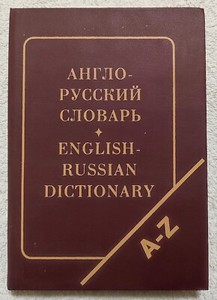 АНГЛО-
РУССКИЙ
СЛОВАРЬ
ENGLISH-
RUSSIAN
DICTIONARY
A-Z